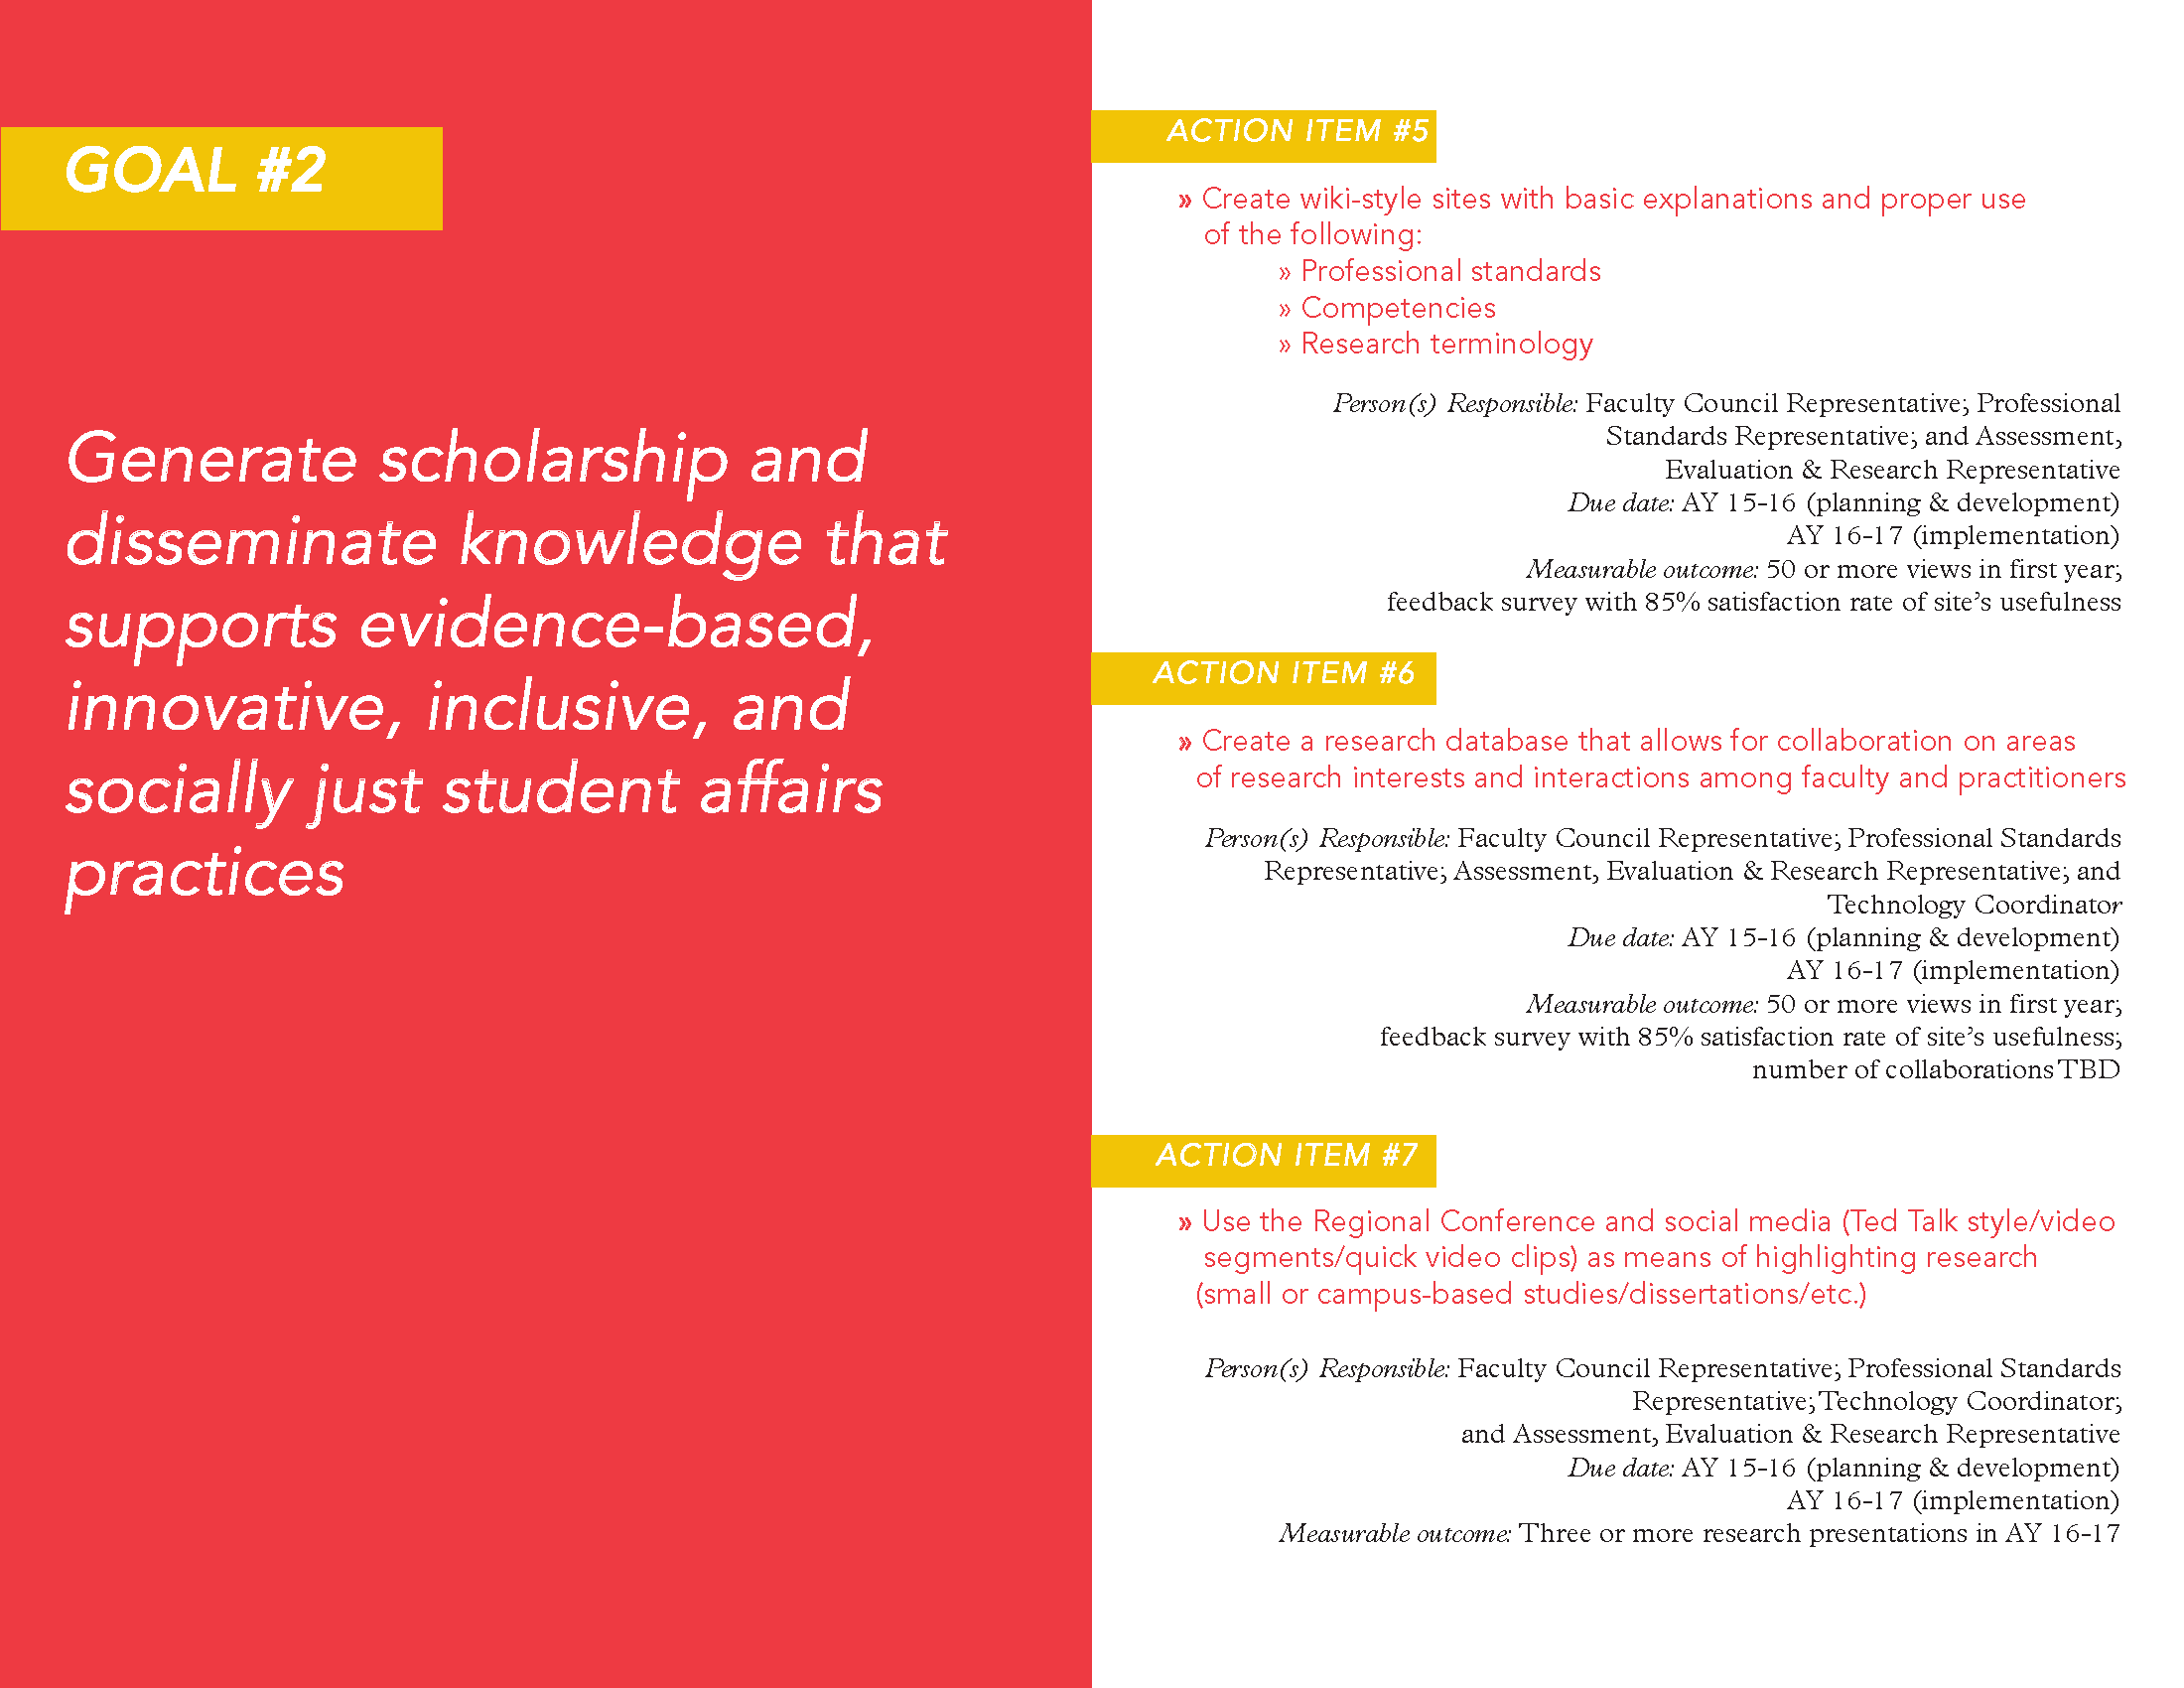 GOAL #2
Generate scholarship and
disseminate knowledge that
supports evidence-based,
innovative, inclusive, and
socially just student affairs
practices
ACTION ITEM #5
» Create wiki-style sites with basic explanations and proper use
of the following:
» Professional standards
» Competencies
» Research terminology
Person(s) Responsible: Faculty Council Representative; Professional
Standards Representative; and Assessment,
Evaluation & Research Representative
Due date: AY 15-16 (planning & development)
AY 16-17 (implementation)
Measurable outcome: 50 or more views in first year;
feedback survey with 85% satisfaction rate of site’s usefulness
ACTION ITEM #6
» Create a research database that allows for collaboration on areas
of research interests and interactions among faculty and practitioners
Person(s) Responsible: Faculty Council Representative; Professional Standards
Representative; Assessment, Evaluation & Research Representative; and
Technology Coordinator
Due date: AY 15-16 (planning & development)
AY 16-17 (implementation)
Measurable outcome: 50 or more views in first year;
feedback survey with 85% satisfaction rate of site’s usefulness;
number of collaborations TBD
ACTION ITEM #7
» Use the Regional Conference and social media (Ted Talk style/video
segments/quick video clips) as means of highlighting research
(small or campus-based studies/dissertations/etc.)
Person(s) Responsible: Faculty Council Representative; Professional Standards
Representative; Technology Coordinator;
and Assessment, Evaluation & Research Representative
Due date: AY 15-16 (planning & development)
AY 16-17 (implementation)
Measurable outcome: Three or more research presentations in AY 16-17